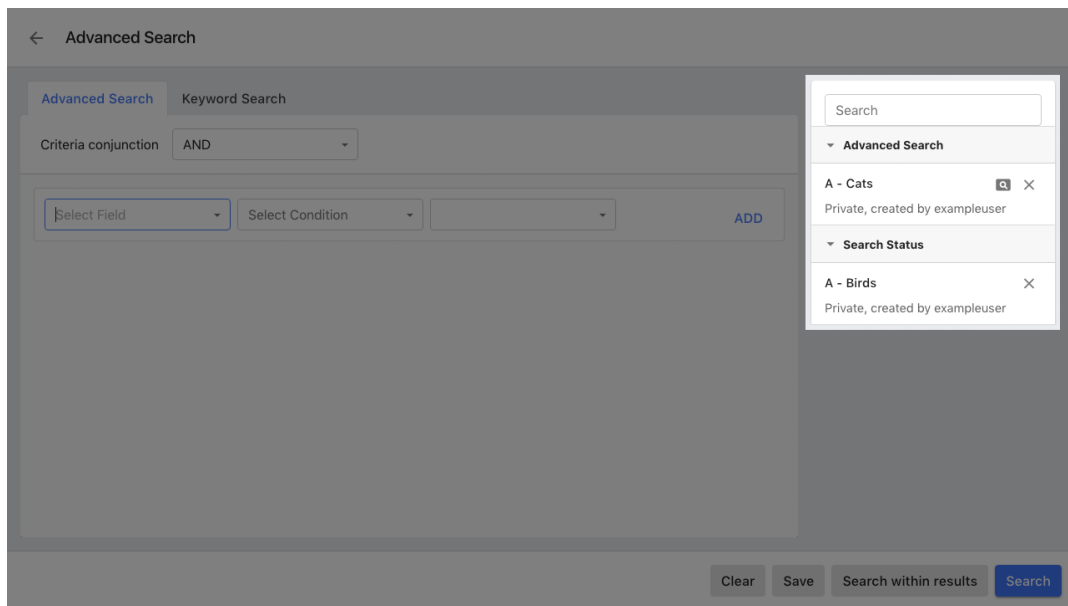 Advanced Search
Advanced Search Keyword Search
Criteria conjunction AND
Select Field Select Condition ADD
Search
Advanced Search
A - Cats
Private, created by exampleuser
Search Status
A - Birds
Private, created by exampleuser
Clear Save Search within results Search